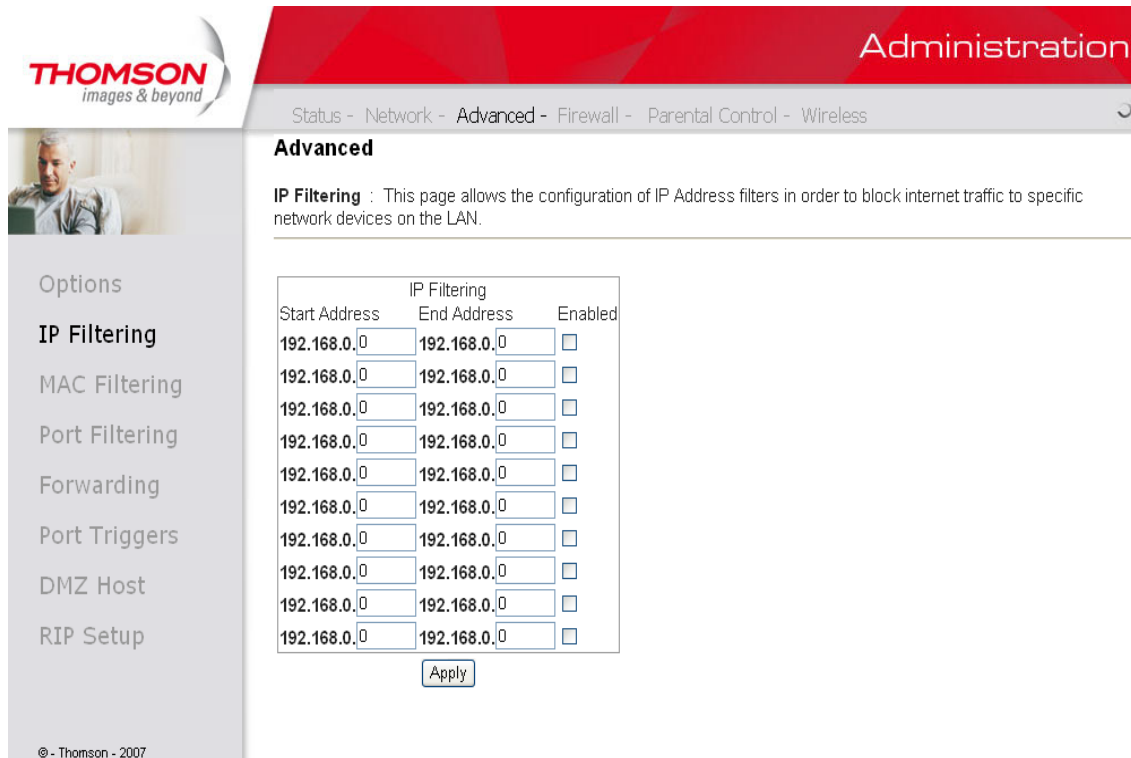 THOMSON
images & beyond
Administration
Status - Network - Advanced - Firewall - Parental Control - Wireless
Advanced
IP Filtering : This page allows the configuration of IP Address filters in order to block internet traffic to specific
network devices on the LAN.
Options
IP Filtering
MAC Filtering
Port Filtering
Forwarding
Port Triggers
DMZ Host
RIP Setup
IP Filtering
Start Address End Address Enabled
192.168.0.0 192.168.0.0
192.168.0.0 192.168.0.0
192.168.0.0 192.168.0.0
192.168.0.0 192.168.0.0
192.168.0.0 192.168.0.0
192.168.0.0 192.168.0.0
192.168.0.0 192.168.0.0
192.168.0.0 192.168.0.0
192.168.0.0 192.168.0.0
192.168.0.0 192.168.0.0
Apply
© - Thomson - 2007